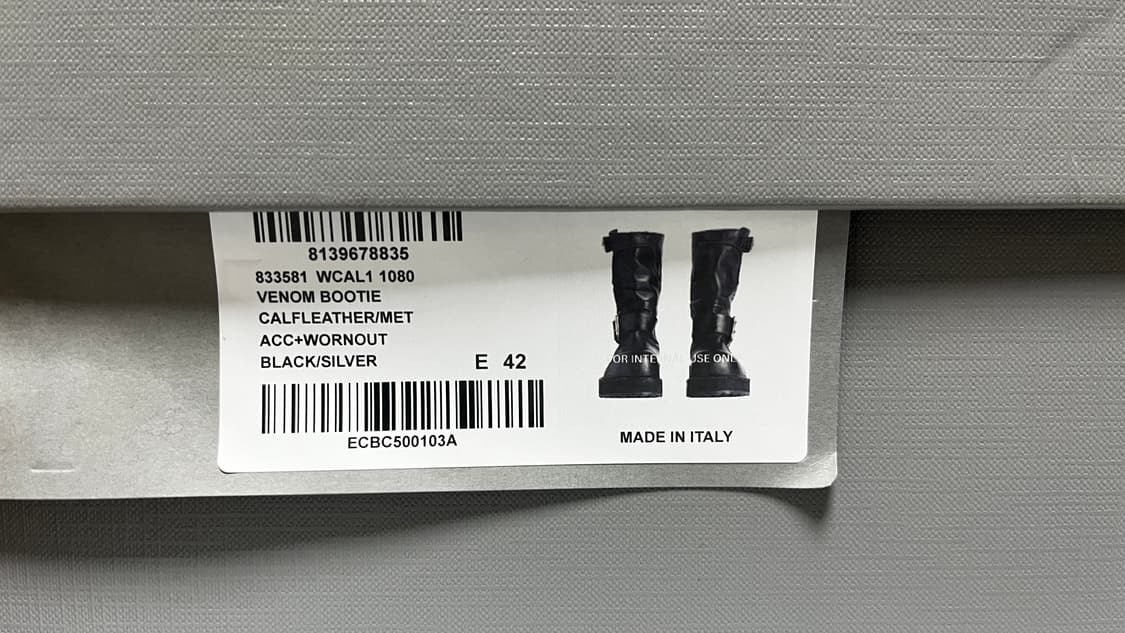 8139678835
833581 WCAL1 1080
VENOM BOOTIE
CALFLEATHER/MET
ACC+WORNOUT
BLACK/SILVER
E 42
ECBC500103A
FOR INTERNAL USE ONLY
MADE IN ITALY